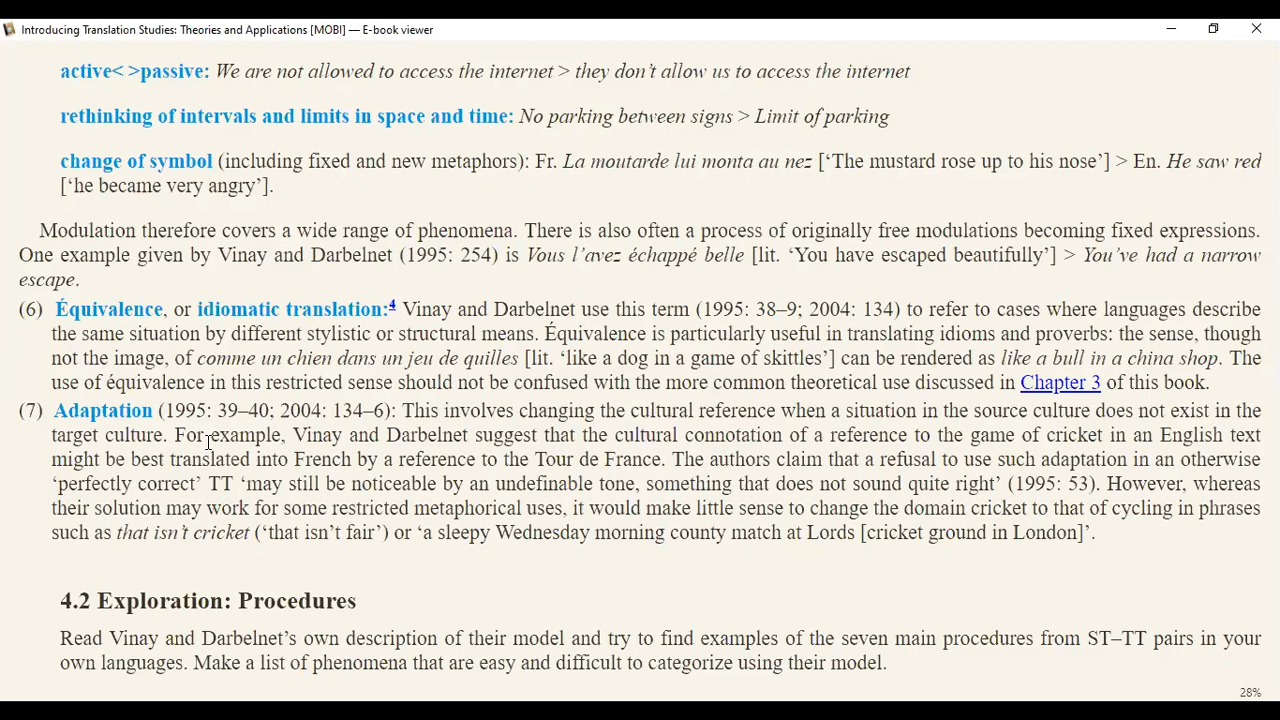 Introducing Translation Studies: Theories and Applications [MOBI] — E-book viewer
active< >passive: We are not allowed to access the internet > they don’t allow us to access the internet
rethinking of intervals and limits in space and time: No parking between signs > Limit of parking
change of symbol (including fixed and new metaphors): Fr. La moutarde lui monta au nez [‘The mustard rose up to his nose’] > En. He saw red
[‘he became very angry’].
Modulation therefore covers a wide range of phenomena. There is also often a process of originally free modulations becoming fixed expressions.
One example given by Vinay and Darbelnet (1995: 254) is Vous l’avez échappé belle [lit. ‘You have escaped beautifully’] > You’ve had a narrow
escape.
(6) Équivalence, or idiomatic translation:4 Vinay and Darbelnet use this term (1995: 38–9; 2004: 134) to refer to cases where languages describe
the same situation by different stylistic or structural means. Équivalence is particularly useful in translating idioms and proverbs: the sense, though
not the image, of comme un chien dans un jeu de quilles [lit. ‘like a dog in a game of skittles’] can be rendered as like a bull in a china shop. The
use of équivalence in this restricted sense should not be confused with the more common theoretical use discussed in Chapter 3 of this book.
(7) Adaptation (1995: 39–40; 2004: 134–6): This involves changing the cultural reference when a situation in the source culture does not exist in the
target culture. For example, Vinay and Darbelnet suggest that the cultural connotation of a reference to the game of cricket in an English text
might be best translated into French by a reference to the Tour de France. The authors claim that a refusal to use such adaptation in an otherwise
‘perfectly correct’ TT ‘may still be noticeable by an undefinable tone, something that does not sound quite right’ (1995: 53). However, whereas
their solution may work for some restricted metaphorical uses, it would make little sense to change the domain cricket to that of cycling in phrases
such as that isn’t cricket (‘that isn’t fair’) or ‘a sleepy Wednesday morning county match at Lords [cricket ground in London]’.
4.2 Exploration: Procedures
Read Vinay and Darbelnet’s own description of their model and try to find examples of the seven main procedures from ST–TT pairs in your
own languages. Make a list of phenomena that are easy and difficult to categorize using their model.
28%